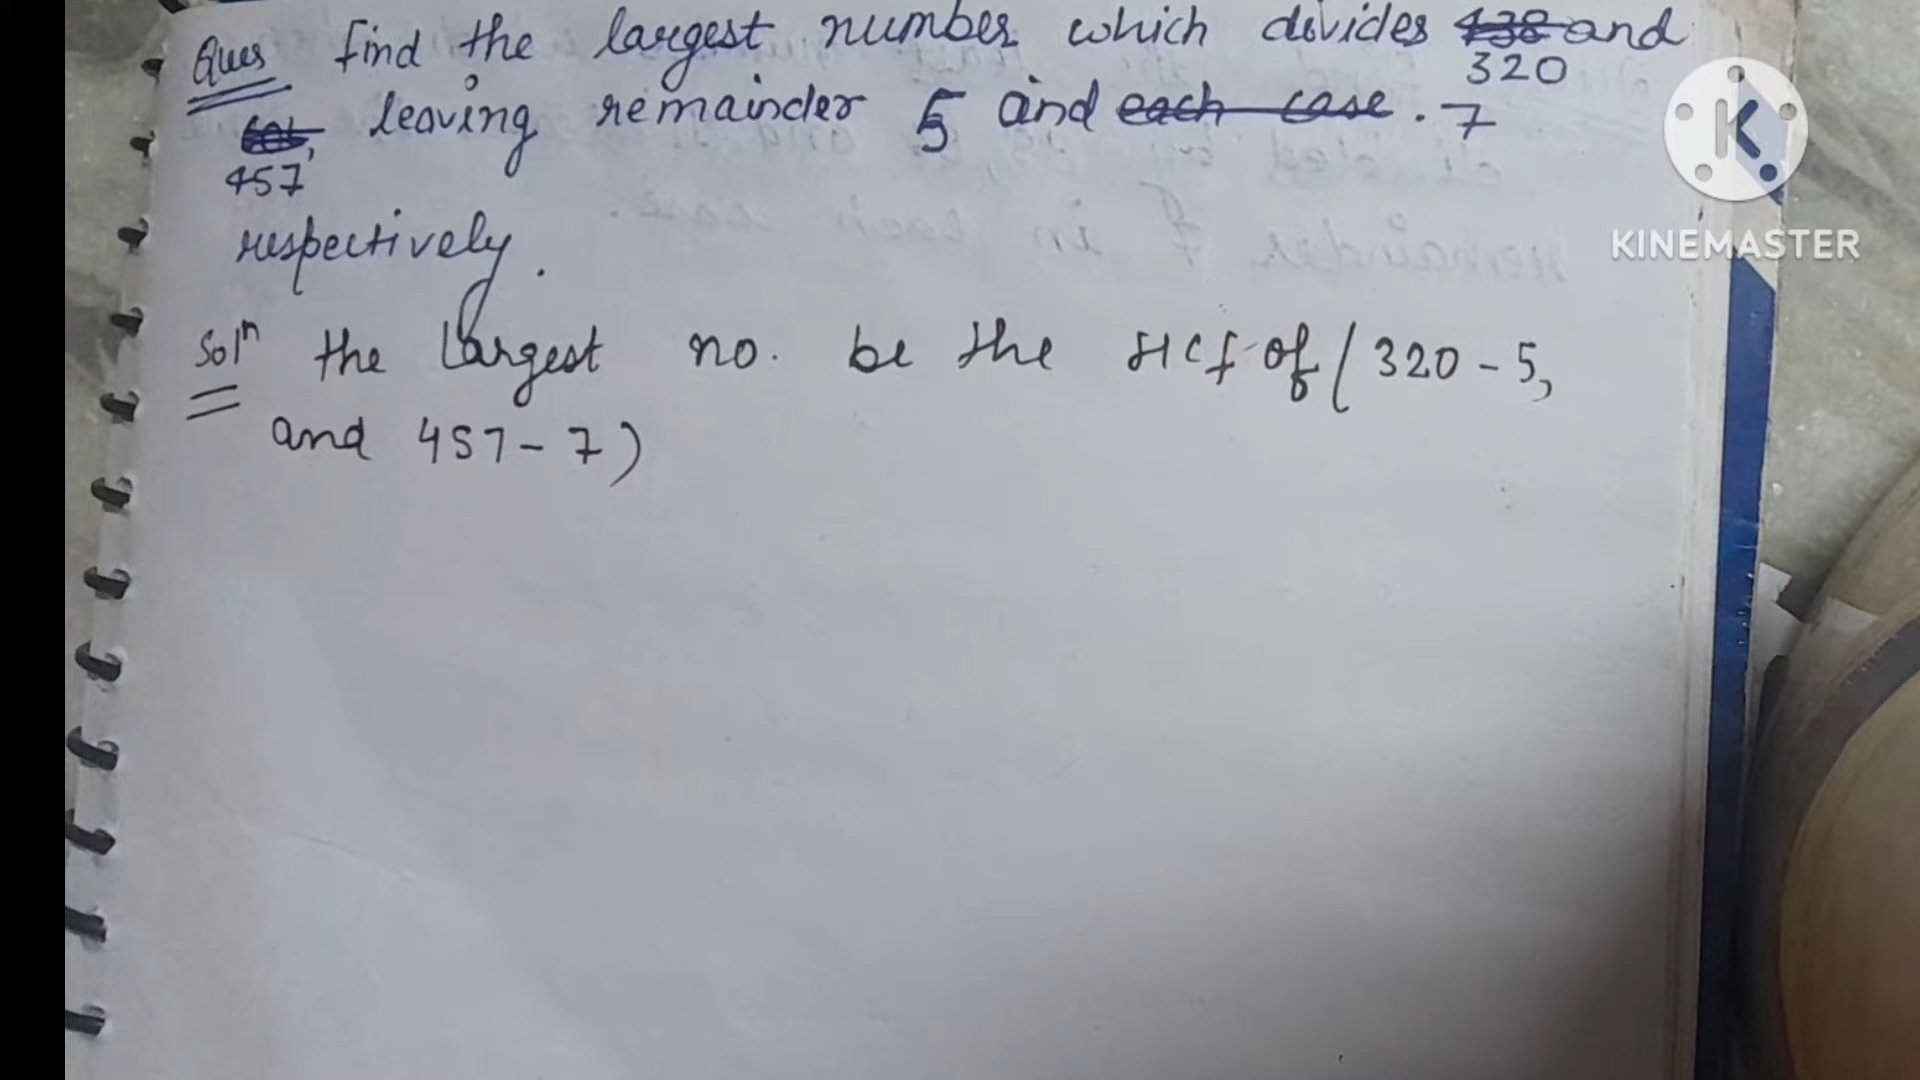 Ques find the largest number which divides 438 and
320
leaving remainder 5 and each case. 7
457
respectively.
Soln the largest no. be the HCF of (320-5,
and 457-7)
K
KINEMASTER